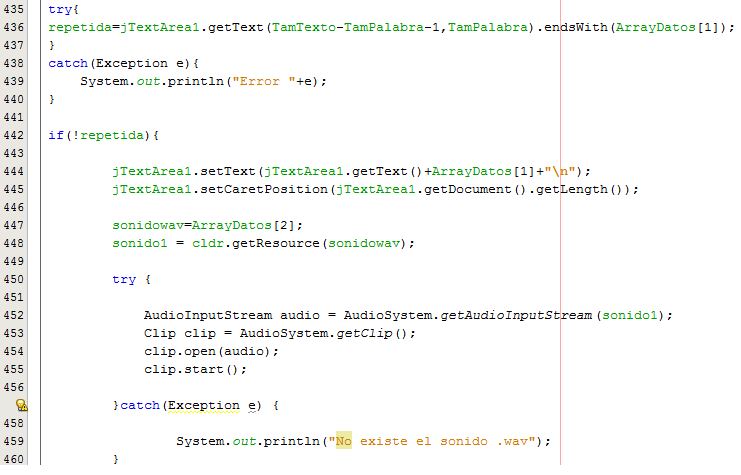 435 try{
436 repetida=jTextArea1.getText(TamTexto-TamPalabra-1,TamPalabra).endsWith(ArrayDatos[1]);
437 }
438 catch(Exception e){
439 System.out.println("Error "+e);
440 }
441
442 if(!repetida){
443
444 jTextArea1.setText(jTextArea1.getText()+ArrayDatos[1]+"\n");
445 jTextArea1.setCaretPosition(jTextArea1.getDocument().getLength());
446
447 sonidowav=ArrayDatos[2];
448 sonido1 = cldr.getResource(sonidowav);
449
450 try {
451
452 AudioInputStream audio = AudioSystem.getAudioInputStream(sonido1);
453 Clip clip = AudioSystem.getClip();
454 clip.open(audio);
455 clip.start();
456
}catch(Exception e) {
458
459 System.out.println("No existe el sonido .wav");
460 }